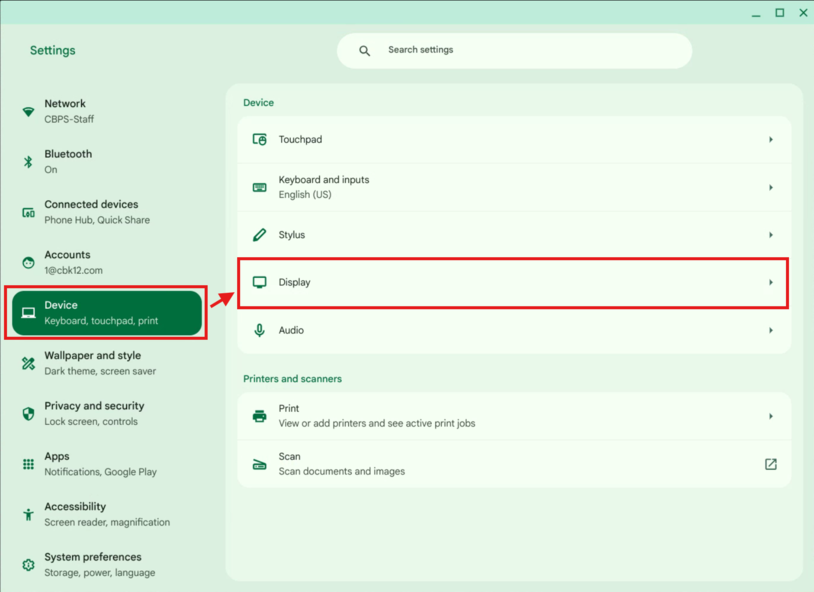 Settings
Search settings
Network
CBPS-Staff
Bluetooth
On
Connected devices
Phone Hub, Quick Share
Accounts
1@cbk12.com
Device
Keyboard, touchpad, print
Wallpaper and style
Dark theme, screen saver
Privacy and security
Lock screen, controls
Apps
Notifications, Google Play
Accessibility
Screen reader, magnification
System preferences
Storage, power, language
Device
Touchpad
Keyboard and inputs
English (US)
Stylus
Display
Audio
Printers and scanners
Print
View or add printers and see active print jobs
Scan
Scan documents and images